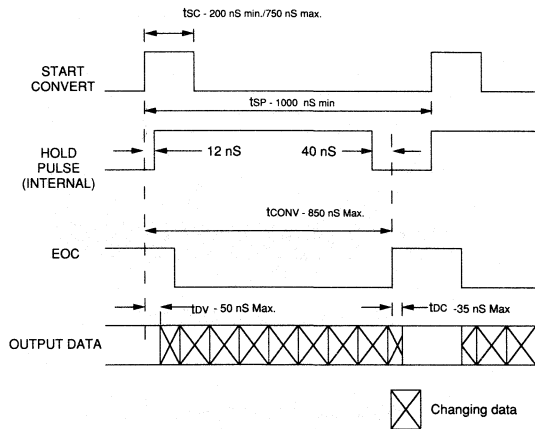 tSC - 200 nS min./750 nS max.
START
CONVERT
tSP - 1000 nS min
HOLD
PULSE
(INTERNAL)
12 nS
40 nS
tCONV - 850 nS Max.
EOC
tDV - 50 nS Max.
tDC -35 nS Max
OUTPUT DATA
Changing data